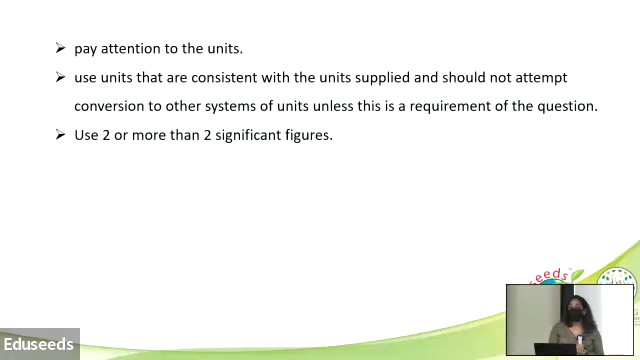 ➢ pay attention to the units.
➢ use units that are consistent with the units supplied and should not attempt
conversion to other systems of units unless this is a requirement of the question.
➢ Use 2 or more than 2 significant figures.
seeds
Eduseeds